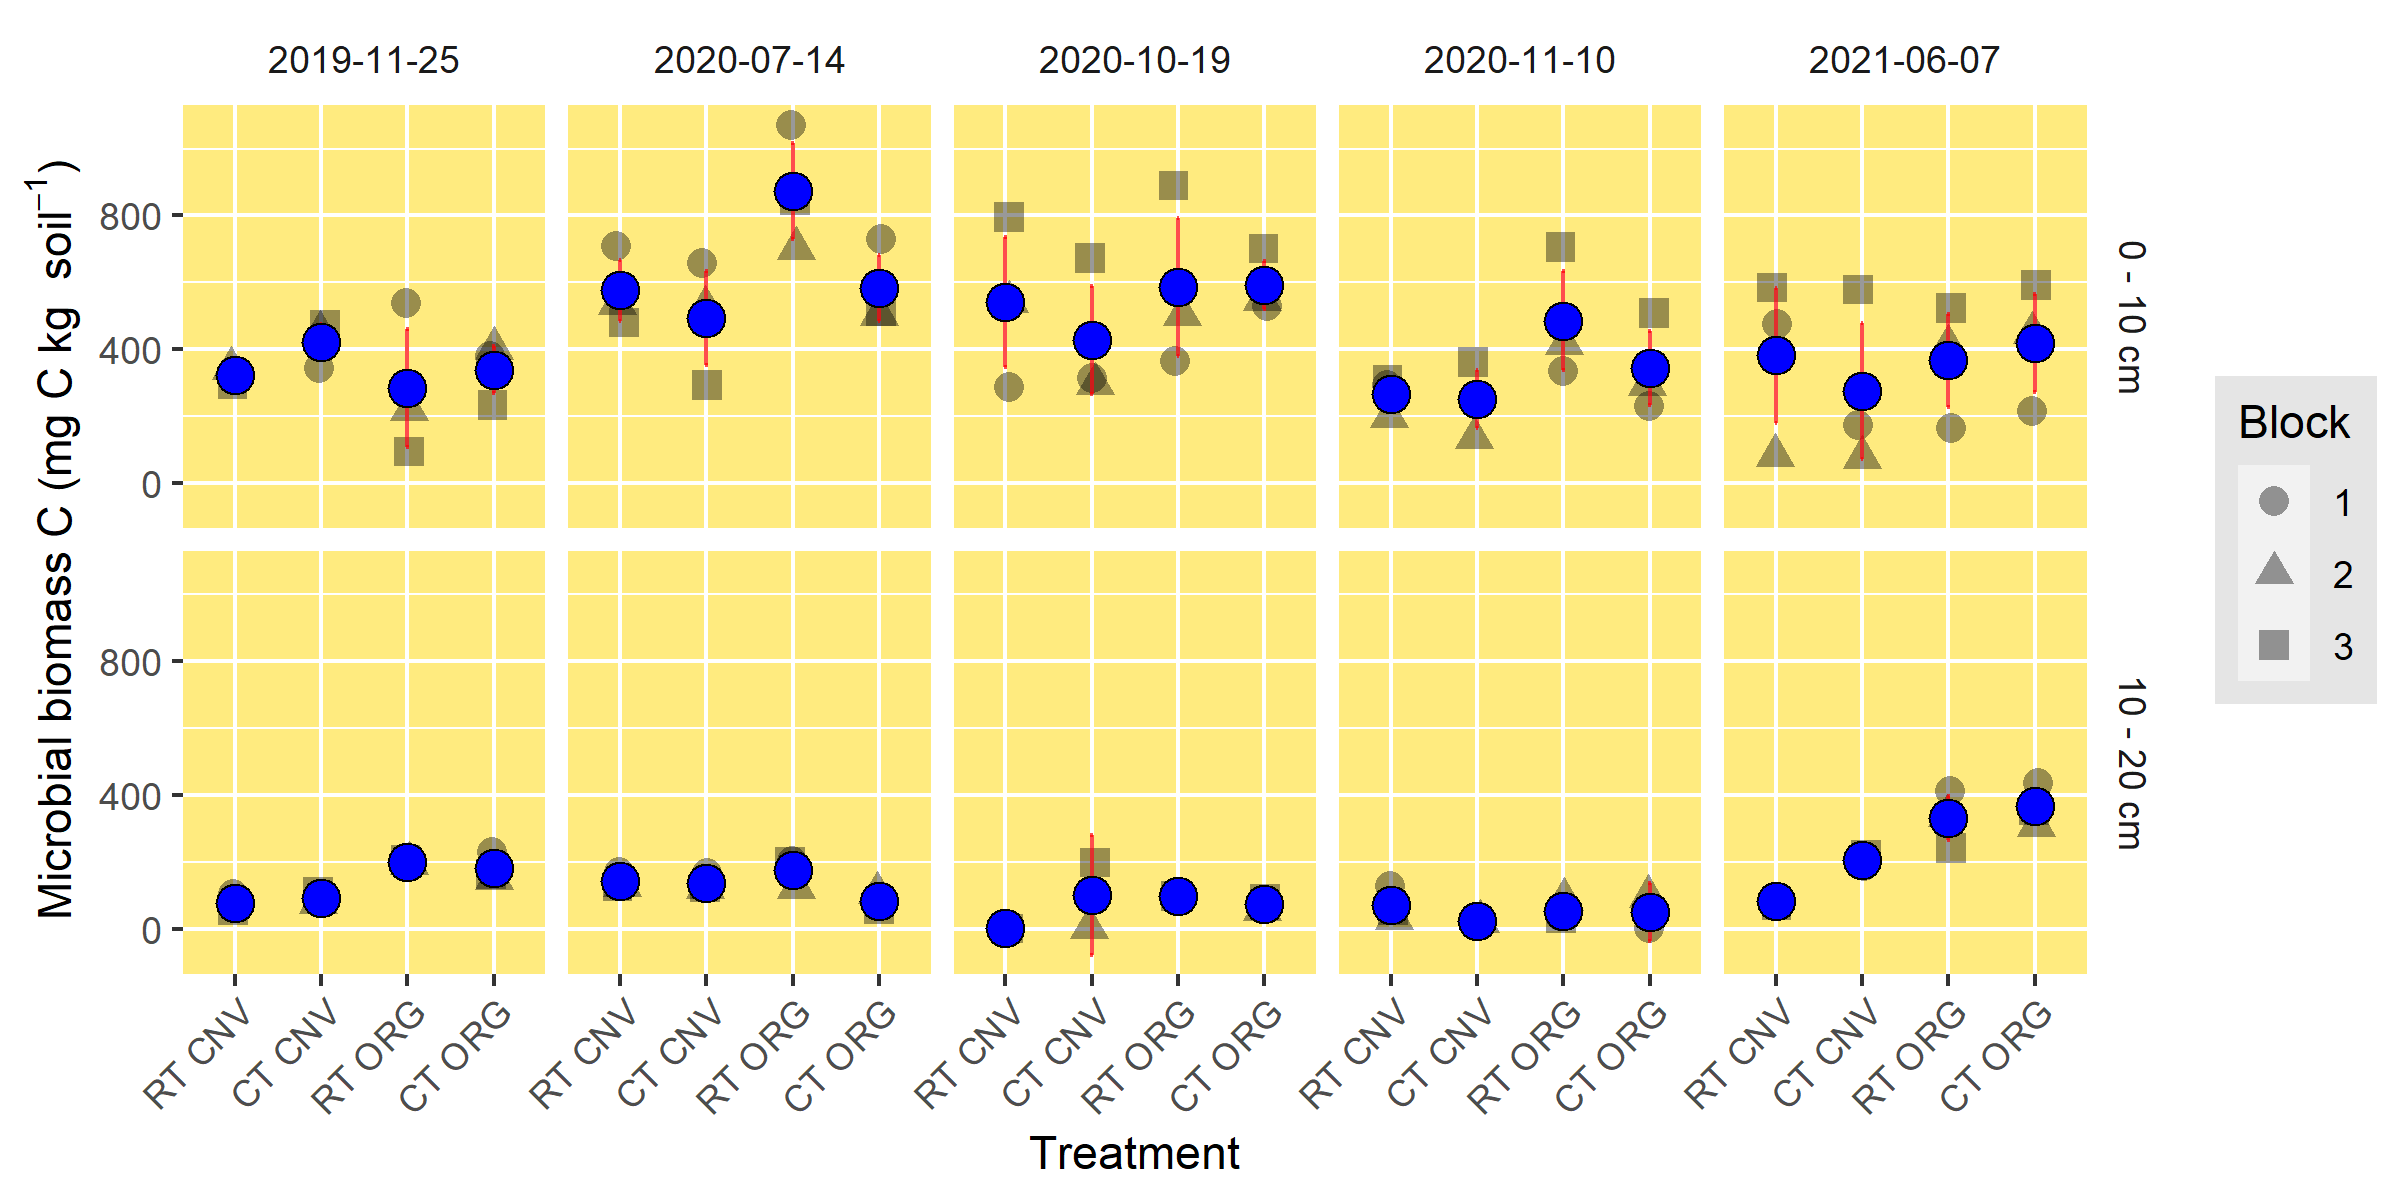 2019-11-25 2020-07-14 2020-10-19 2020-11-10 2021-06-07
Microbial biomass C (mg C kg soil⁻¹)
800
400
0
0 - 10 cm
800
400
0
10 - 20 cm
RT CNV CT CNV RT ORG CT ORG RT CNV CT CNV RT ORG CT ORG RT CNV CT CNV RT ORG CT ORG RT CNV CT CNV RT ORG CT ORG RT CNV CT CNV RT ORG CT ORG
Treatment
Block
1
2
3